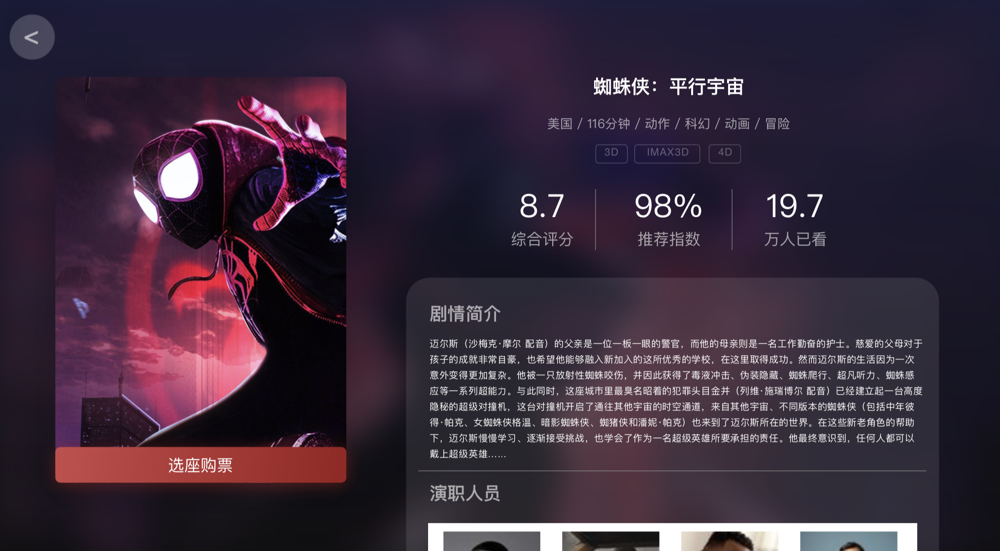 <
蜘蛛侠：平行宇宙
美国 / 116分钟 / 动作 / 科幻 / 动画 / 冒险
3D IMAX3D 4D
8.7 98% 19.7
综合评分 推荐指数 万人已看
剧情简介
迈尔斯（沙梅克·摩尔 配音）的父亲是一位一板一眼的警官，而他的母亲则是一名工作勤奋的护士。慈爱的父母对于
孩子的成就非常自豪，也希望他能够融入新加入的这所优秀的学校，在这里取得成功。然而迈尔斯的生活因为一次
意外变得更加复杂。他被一只放射性蜘蛛咬伤，并因此获得了毒液冲击、伪装隐藏、蜘蛛爬行、超凡听力、蜘蛛感
应等一系列超能力。与此同时，这座城市里最臭名昭着的犯罪头目金并（列维·施瑞博尔 配音）已经建立起一台高度
隐秘的超级对撞机，这台对撞机开启了通往其他宇宙的时空通道，来自其他宇宙、不同版本的蜘蛛侠（包括中年彼
得·帕克、女蜘蛛侠格温、暗影蜘蛛侠、蜘猪侠和潘妮·帕克）也来到了迈尔斯所在的世界。在这些新老角色的帮助
下，迈尔斯慢慢学习、逐渐接受挑战，也学会了作为一名超级英雄所要承担的责任。他最终意识到，任何人都可以
戴上超级英雄……
选座购票
演职人员